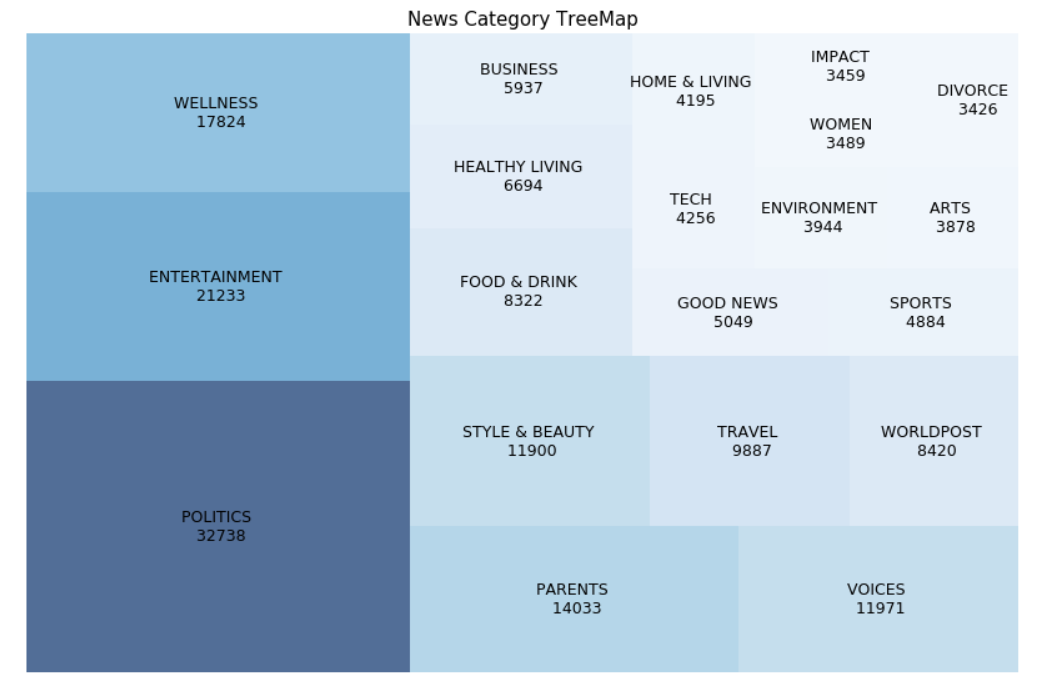 News Category TreeMap
WELLNESS
17824
ENTERTAINMENT
21233
POLITICS
32738
BUSINESS
5937
HEALTHY LIVING
6694
FOOD & DRINK
8322
HOME & LIVING
4195
TECH
4256
IMPACT
3459
WOMEN
3489
DIVORCE
3426
ENVIRONMENT
3944
ARTS
3878
GOOD NEWS
5049
SPORTS
4884
STYLE & BEAUTY
11900
TRAVEL
9887
WORLDPOST
8420
PARENTS
14033
VOICES
11971